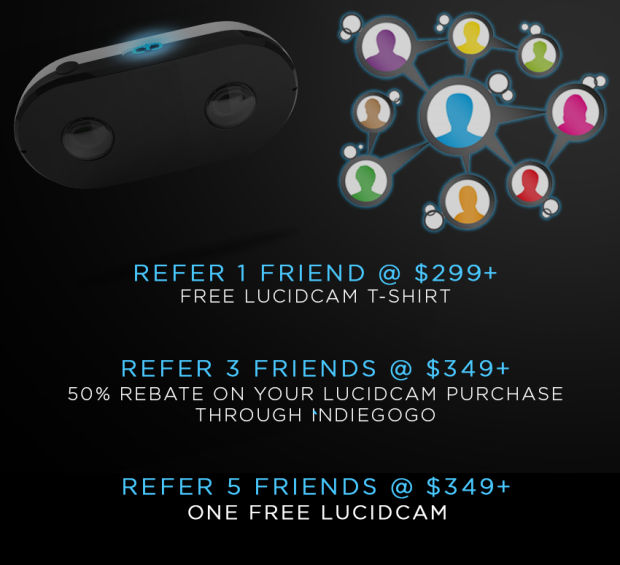 REFER 1 FRIEND @ $299+
FREE LUCIDCAM T-SHIRT
REFER 3 FRIENDS @ $349+
50% REBATE ON YOUR LUCIDCAM PURCHASE
THROUGH INDIEGOGO
REFER 5 FRIENDS @ $349+
ONE FREE LUCIDCAM